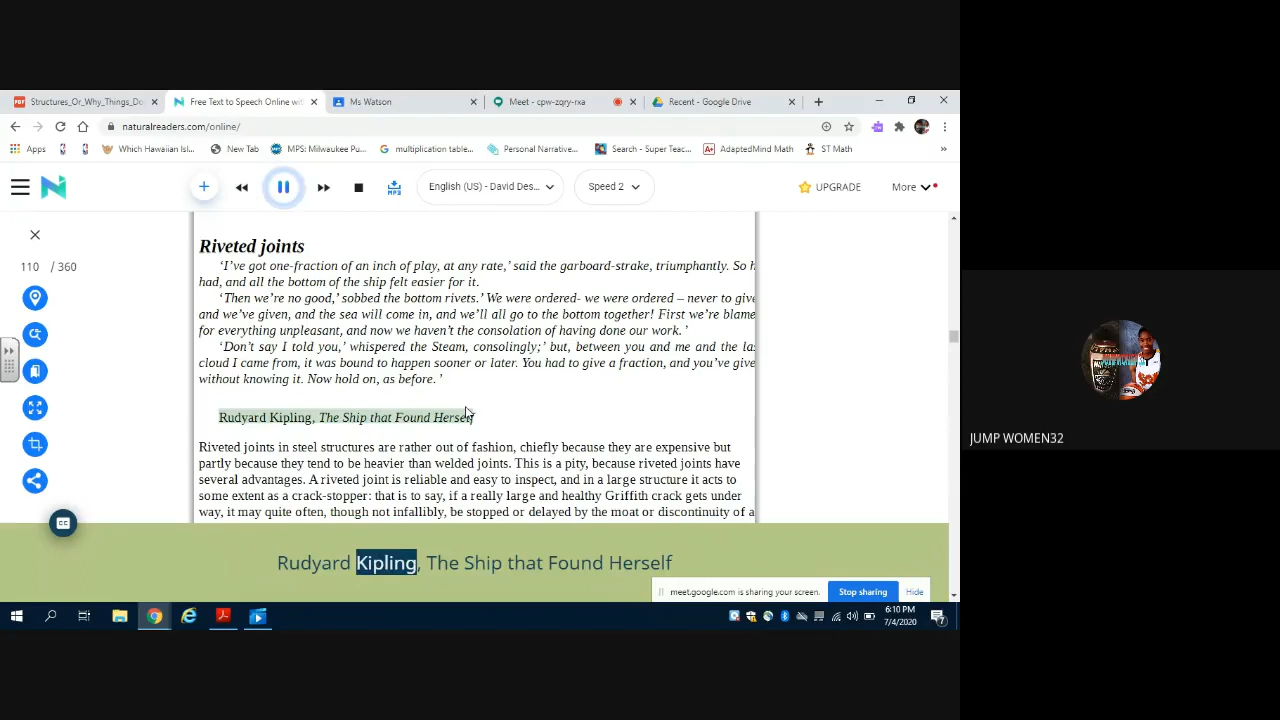 Structures_Or_Why_Things_Do
Free Text to Speech Online wit
Ms Watson
Meet - cpw-zqry-rxa
Recent - Google Drive
naturalreaders.com/online/
Apps
Which Hawaiian Isl...
New Tab
MPS: Milwaukee Pu...
multiplication table...
Personal Narrative...
Search - Super Teac...
AdaptedMind Math
ST Math
»
MP3
English (US) - David Des...
Speed 2
UPGRADE
More
110 / 360
Riveted joints
‘I’ve got one-fraction of an inch of play, at any rate,’ said the garboard-strake, triumphantly. So h
had, and all the bottom of the ship felt easier for it.
‘Then we’re no good,’ sobbed the bottom rivets.’ We were ordered- we were ordered – never to give
and we’ve given, and the sea will come in, and we’ll all go to the bottom together! First we’re blame
for everything unpleasant, and now we haven’t the consolation of having done our work.’
‘Don’t say I told you,’ whispered the Steam, consolingly;’ but, between you and me and the las
cloud I came from, it was bound to happen sooner or later. You had to give a fraction, and you’ve give
without knowing it. Now hold on, as before. ’
Rudyard Kipling, The Ship that Found Herself
Riveted joints in steel structures are rather out of fashion, chiefly because they are expensive but
partly because they tend to be heavier than welded joints. This is a pity, because riveted joints have
several advantages. A riveted joint is reliable and easy to inspect, and in a large structure it acts to
some extent as a crack-stopper: that is to say, if a really large and healthy Griffith crack gets under
way, it may quite often, though not infallibly, be stopped or delayed by the moat or discontinuity of a
CC
Rudyard Kipling, The Ship that Found Herself
meet.google.com is sharing your screen.
Stop sharing
Hide
6:10 PM
7/4/2020
7
JUMP WOMEN32